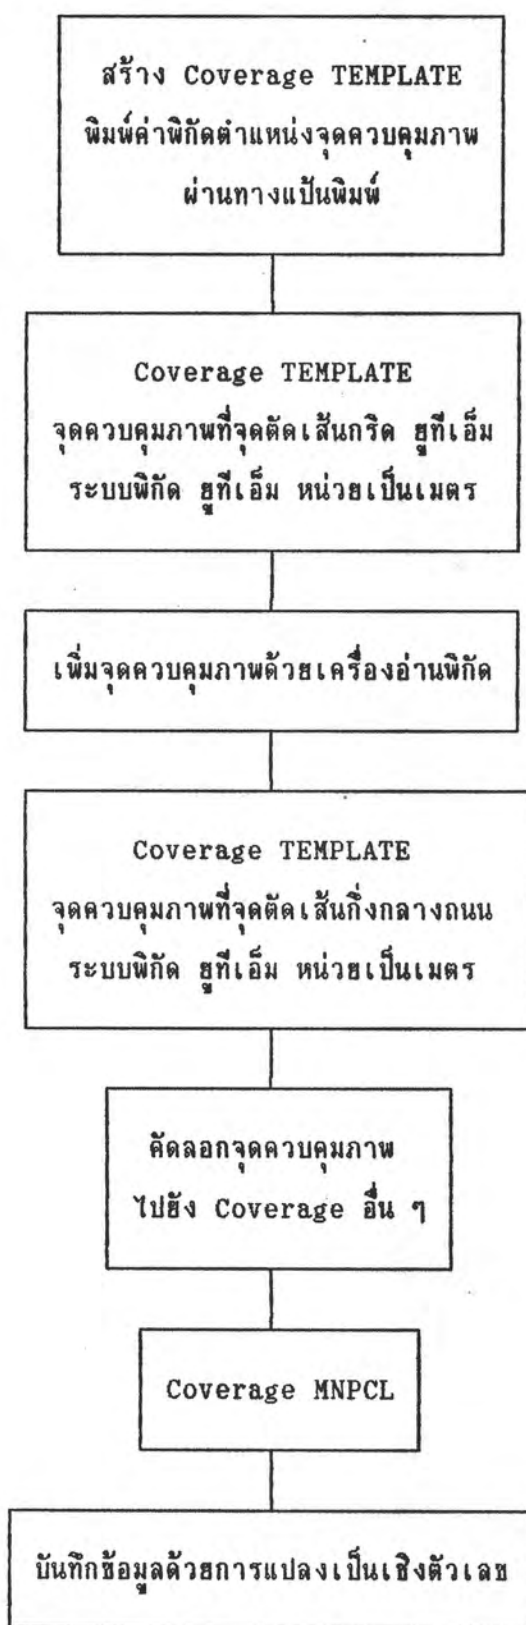 สร้าง Coverage TEMPLATE
พิมพ์ค่าพิกัดตำแหน่งจุดควบคุมภาพ
ผ่านทางแป้นพิมพ์
Coverage TEMPLATE
จุดควบคุมภาพที่จุดตัดเส้นกริด ยูทีเอ็ม
ระบบพิกัด ยูทีเอ็ม หน่วยเป็นเมตร
เพิ่มจุดควบคุมภาพด้วยเครื่องอ่านพิกัด
Coverage TEMPLATE
จุดควบคุมภาพที่จุดตัดเส้นกึ่งกลางถนน
ระบบพิกัด ยูทีเอ็ม หน่วยเป็นเมตร
คัดลอกจุดควบคุมภาพ
ไปยัง Coverage อื่น ๆ
Coverage MNPCL
บันทึกข้อมูลด้วยการแปลงเป็นเชิงตัวเลข